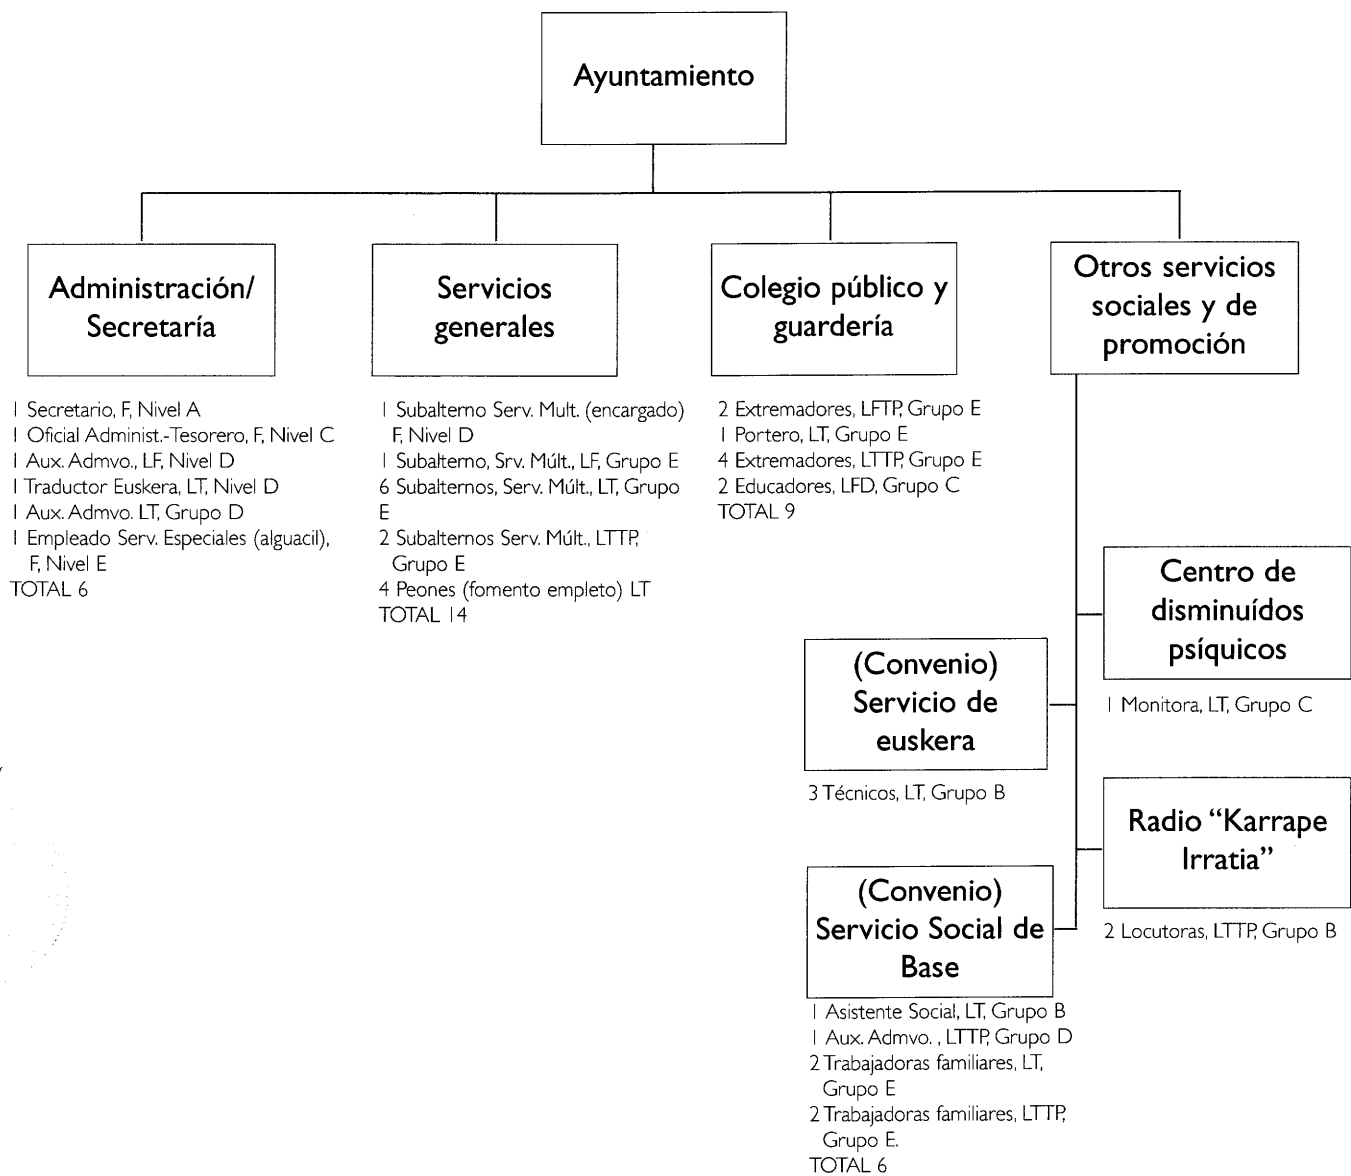 Ayuntamiento
Administración/
Secretaría
1 Secretario, F, Nivel A
1 Oficial Administ.-Tesorero, F, Nivel C
1 Aux. Admvo., LF, Nivel D
1 Traductor Euskera, LT, Nivel D
1 Aux. Admvo. LT, Grupo D
1 Empleado Serv. Especiales (alguacil),
F, Nivel E
TOTAL 6
Servicios
generales
1 Subalterno Serv. Mult. (encargado)
F, Nivel D
1 Subalterno, Srv. Múlt., LF, Grupo E
6 Subalternos, Serv. Múlt., LT, Grupo
E
2 Subalternos Serv. Múlt., LTTP,
Grupo E
4 Peones (fomento empleto) LT
TOTAL 14
Colegio público y
guardería
2 Extremadores, LFTP, Grupo E
1 Portero, LT, Grupo E
4 Extremadores, LTTP, Grupo E
2 Educadores, LFD, Grupo C
TOTAL 9
Otros servicios
sociales y de
promoción
Centro de
disminuídos
psíquicos
1 Monitora, LT, Grupo C
(Convenio)
Servicio de
euskera
3 Técnicos, LT, Grupo B
Radio “Karrape
Irratia”
2 Locutoras, LTTP, Grupo B
(Convenio)
Servicio Social de
Base
1 Asistente Social, LT, Grupo B
1 Aux. Admvo. , LTTP, Grupo D
2 Trabajadoras familiares, LT,
Grupo E
2 Trabajadoras familiares, LTTP,
Grupo E.
TOTAL 6